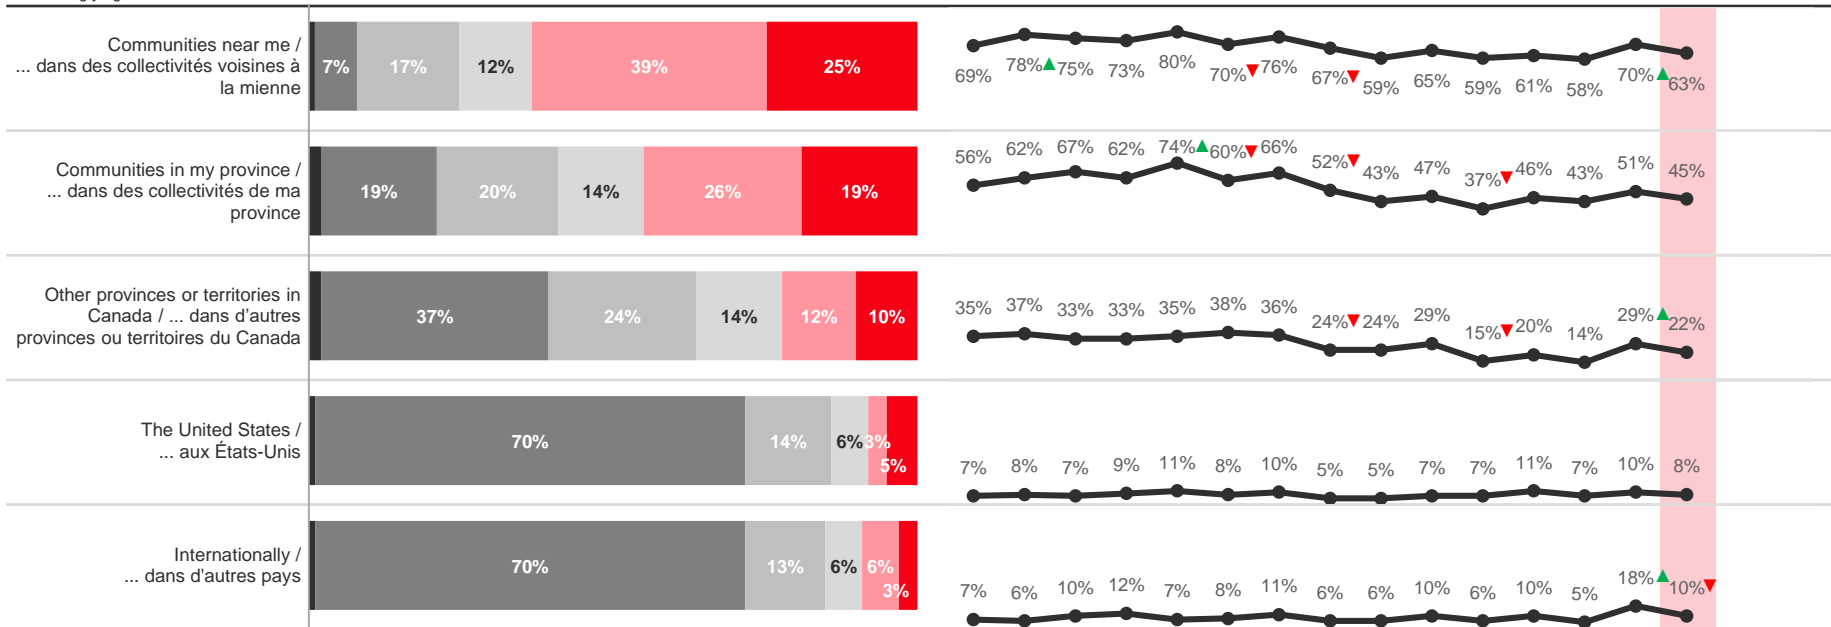 Communities near me /
... dans des collectivités voisines à
la mienne
7% 17% 12% 39% 25%
69% 78% 75% 73% 80% 70% 76% 67% 59% 65% 59% 61% 58% 70% 63%
Communities in my province /
... dans des collectivités de ma
province
19% 20% 14% 26% 19%
56% 62% 67% 62% 74% 60% 66% 52% 43% 47% 37% 46% 43% 51% 45%
Other provinces or territories in
Canada / ... dans d'autres
provinces ou territoires du Canada
37% 24% 14% 12% 10%
35% 37% 33% 33% 35% 38% 36% 24% 24% 29% 15% 20% 14% 29% 22%
The United States /
... aux États-Unis
70% 14% 6% 3% 5%
7% 8% 7% 9% 11% 8% 10% 5% 5% 7% 7% 11% 7% 10% 8%
Internationally /
... dans d'autres pays
70% 13% 6% 6% 3%
7% 6% 10% 12% 7% 8% 11% 6% 6% 10% 6% 10% 5% 18% 10%